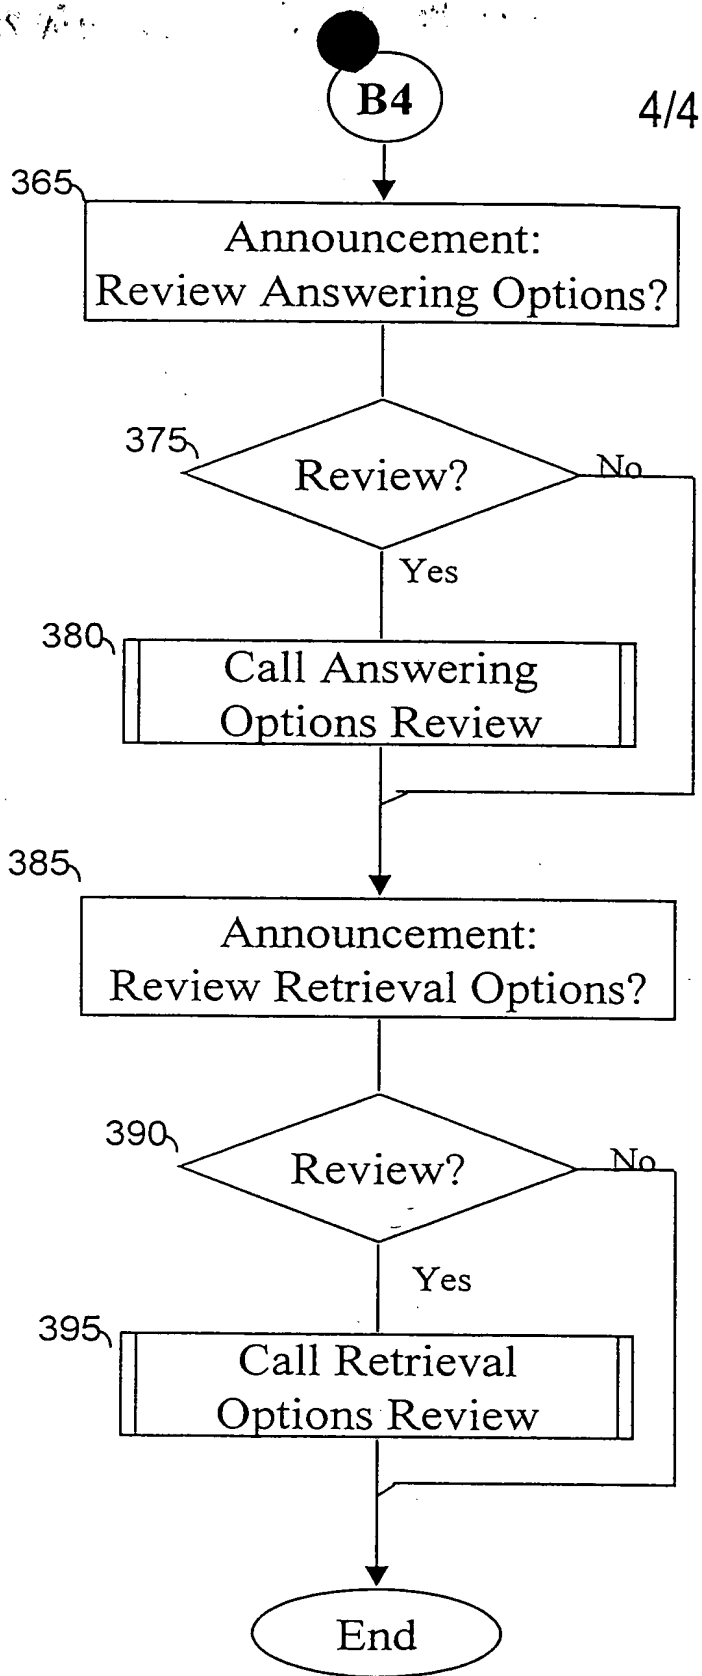 B4
4/4
365
Announcement:
Review Answering Options?
375
Review?
No
Yes
380
Call Answering
Options Review
385
Announcement:
Review Retrieval Options?
390
Review?
No
Yes
395
Call Retrieval
Options Review
End